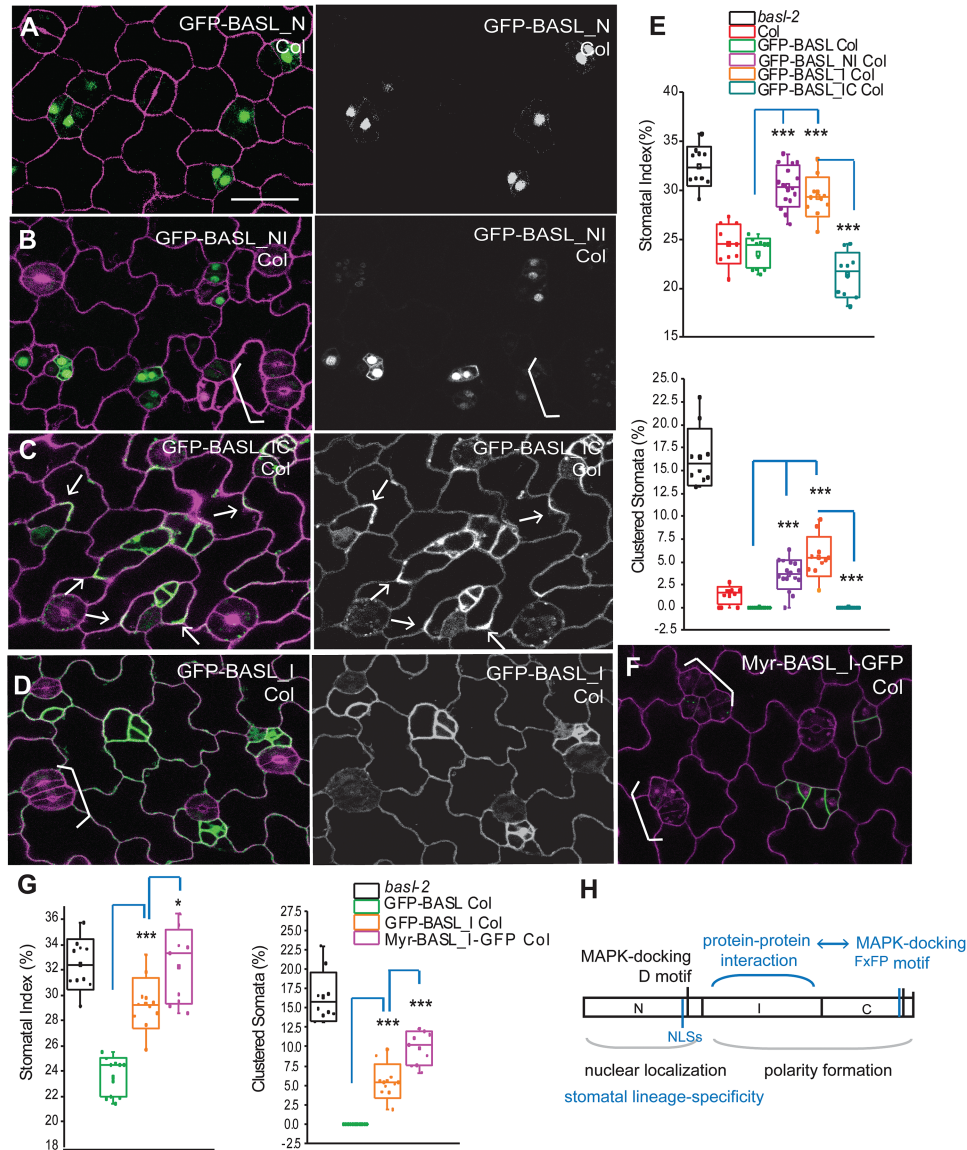 A
GFP-BASL_N
Col
GFP-BASL_N
Col
B
GFP-BASL_NI
Col
GFP-BASL_NI
Col
C
GFP-BASL_IC
Col
GFP-BASL_IC
Col
D
GFP-BASL_I
Col
GFP-BASL_I
Col
E
basl-2
Col
GFP-BASL Col
GFP-BASL_NI Col
GFP-BASL_I Col
GFP-BASL_IC Col
Stomatal Index(%)
40
35
30
25
20
15
*** ***
***
Clustered Stomata (%)
25.0
22.5
20.0
17.5
15.0
12.5
10.0
7.5
5.0
2.5
0.0
-2.5
***
***
***
F
Myr-BASL_I-GFP
Col
G
Stomatal Index (%)
36
34
32
30
28
26
24
22
20
18
***
*
basl-2
GFP-BASL Col
GFP-BASL_I Col
Myr-BASL_I-GFP Col
Clustered Somata (%)
27.5
25.0
22.5
20.0
17.5
15.0
12.5
10.0
7.5
5.0
2.5
0.0
-2.5
***
***
H
MAPK-docking
D motif
protein-protein
interaction
MAPK-docking
FxFP motif
N
I
C
NLSs
nuclear localization
polarity formation
stomatal lineage-specificity